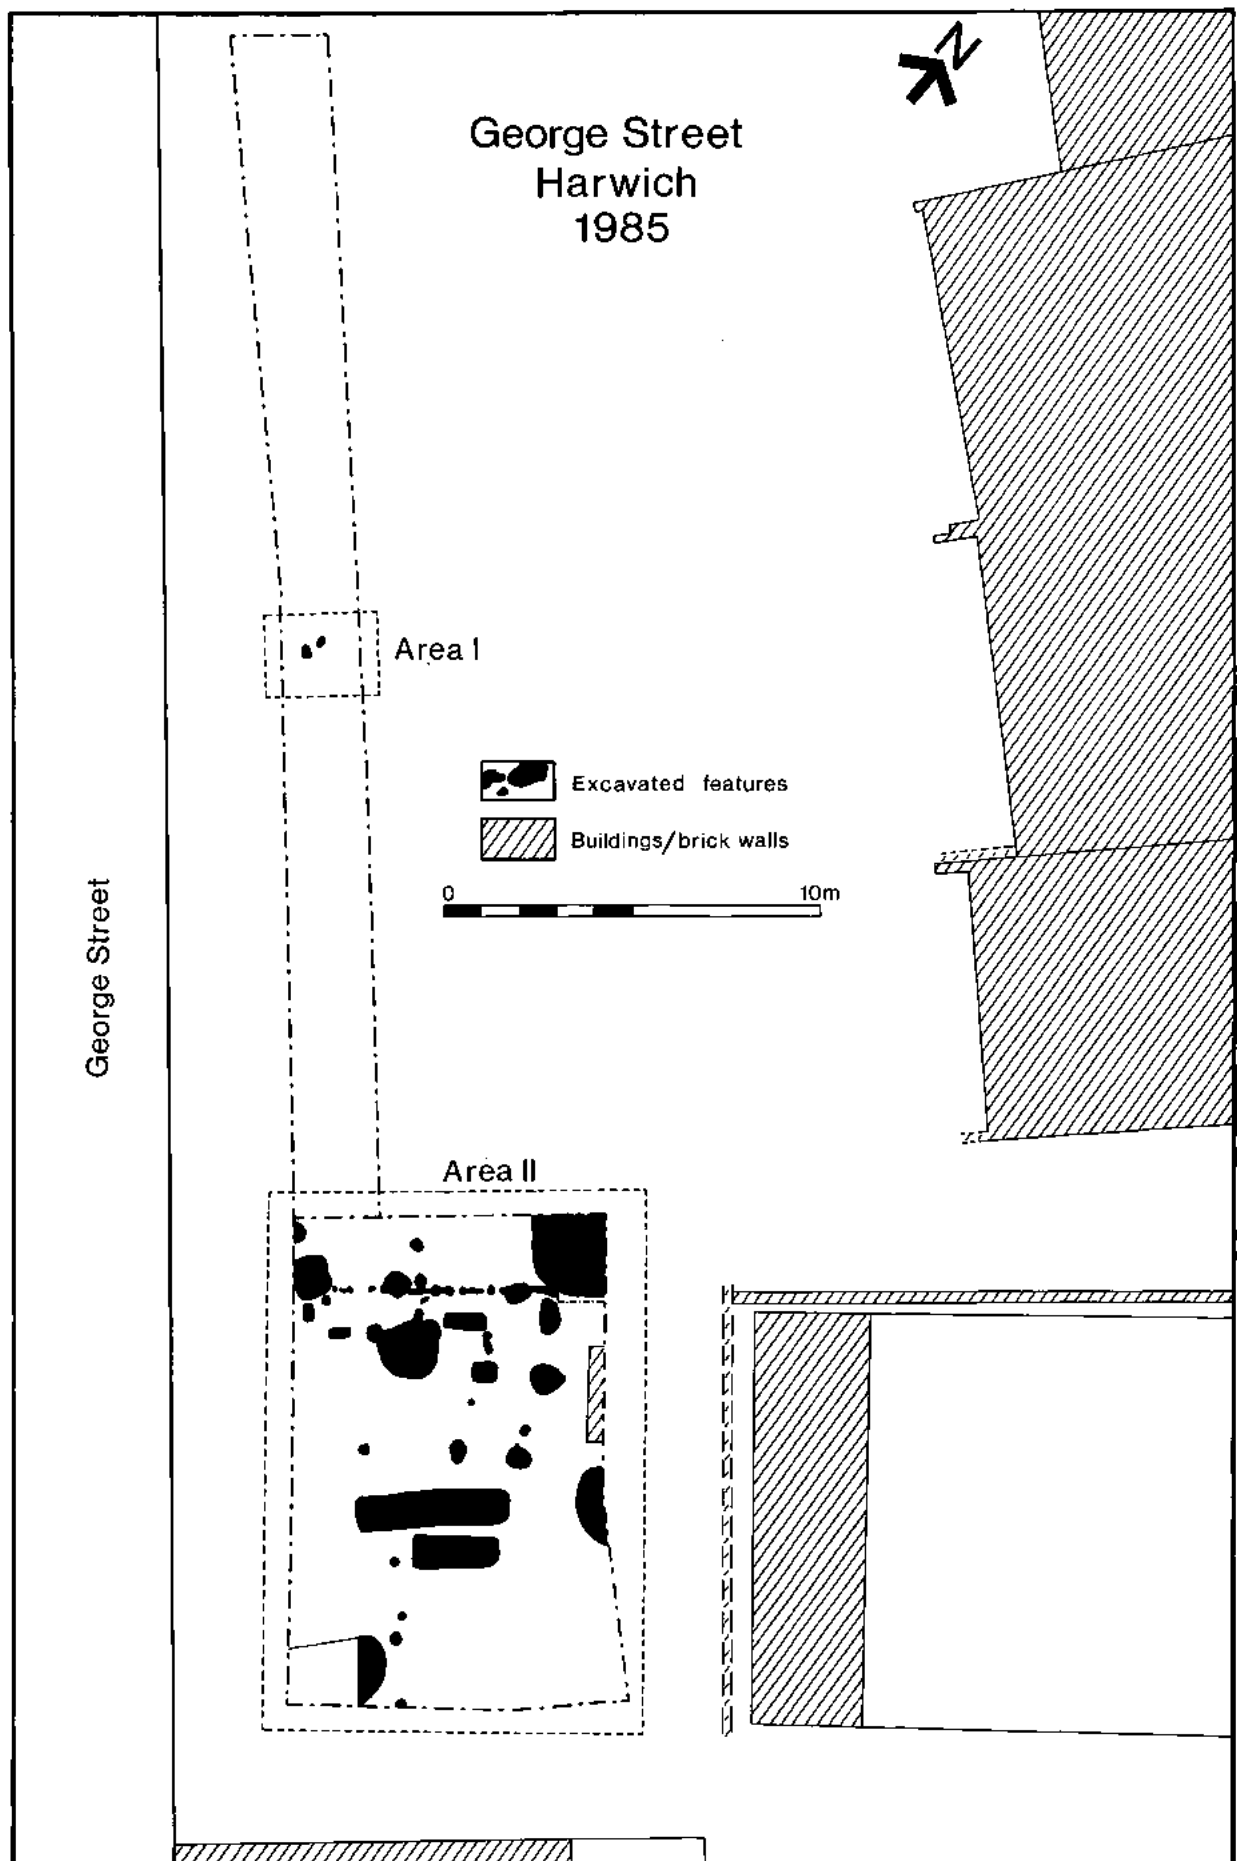 N
George Street
Harwich
1985
Area I
Excavated features
Buildings/brick walls
0 10m
George Street
Area II